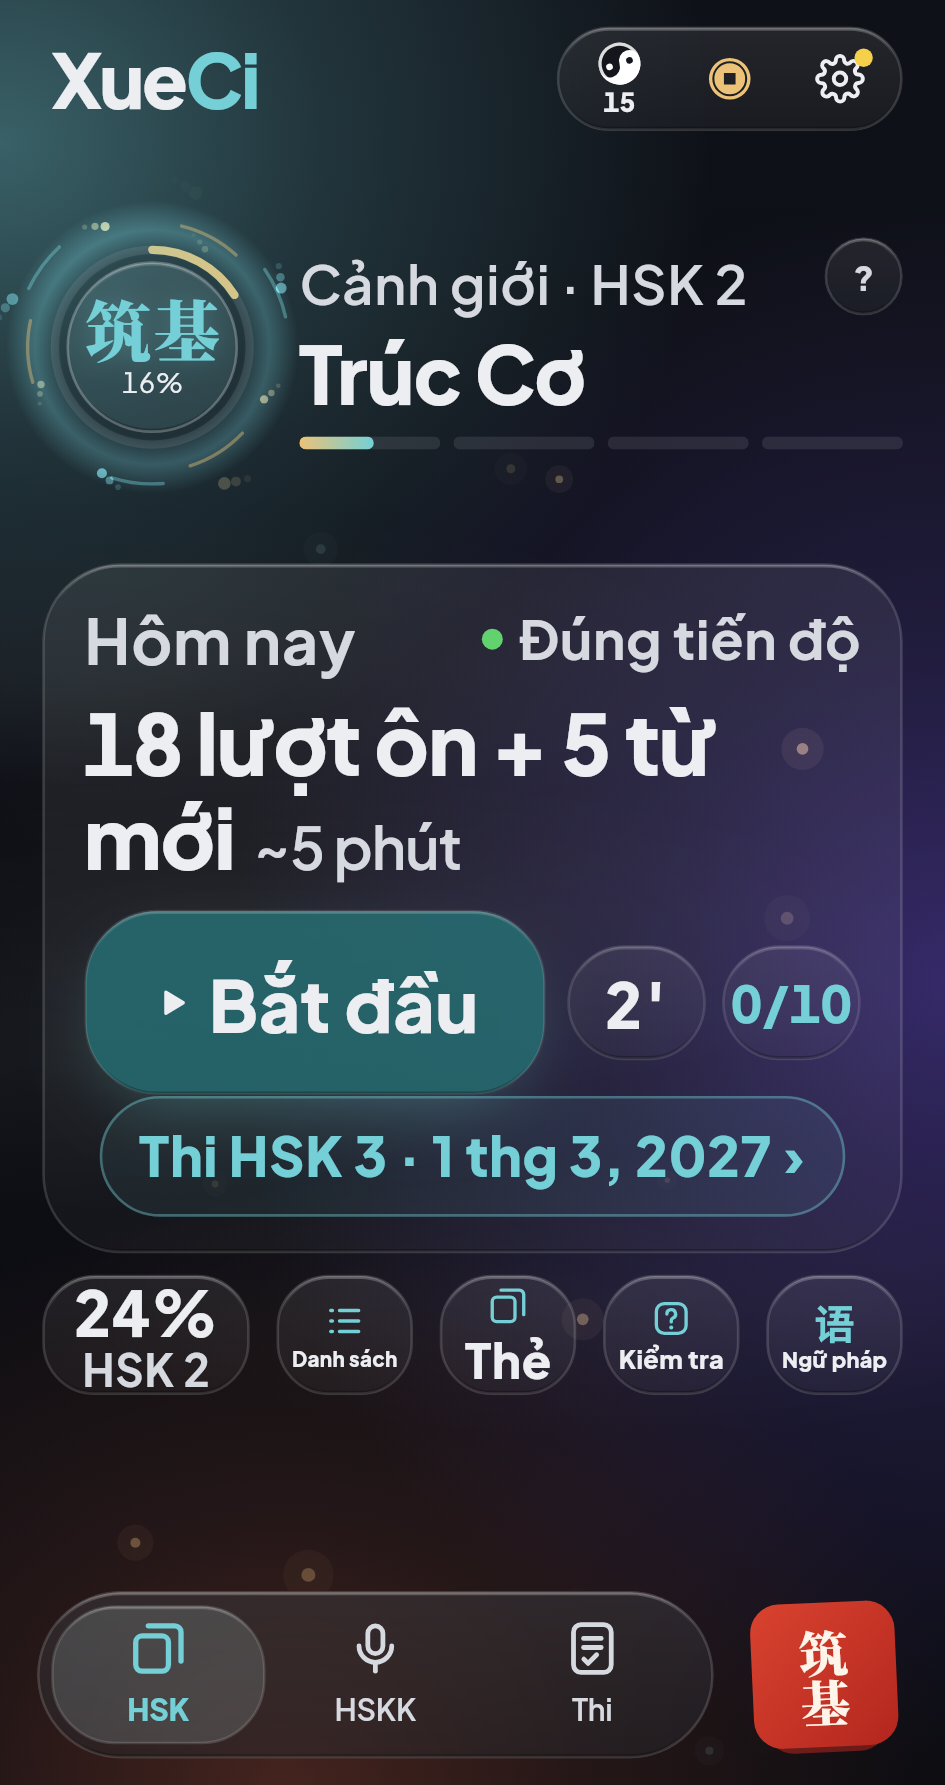 XueCi
15
筑基
16%
Cảnh giới · HSK 2
?
Trúc Cơ
Hôm nay
Đúng tiến độ
18 lượt ôn + 5 từ
mới ~5 phút
Bắt đầu
2'
0/10
Thi HSK 3 · 1 thg 3, 2027 ›
24%
HSK 2
Danh sách
Thẻ
Kiểm tra
语
Ngữ pháp
HSK
HSKK
Thi
筑
基